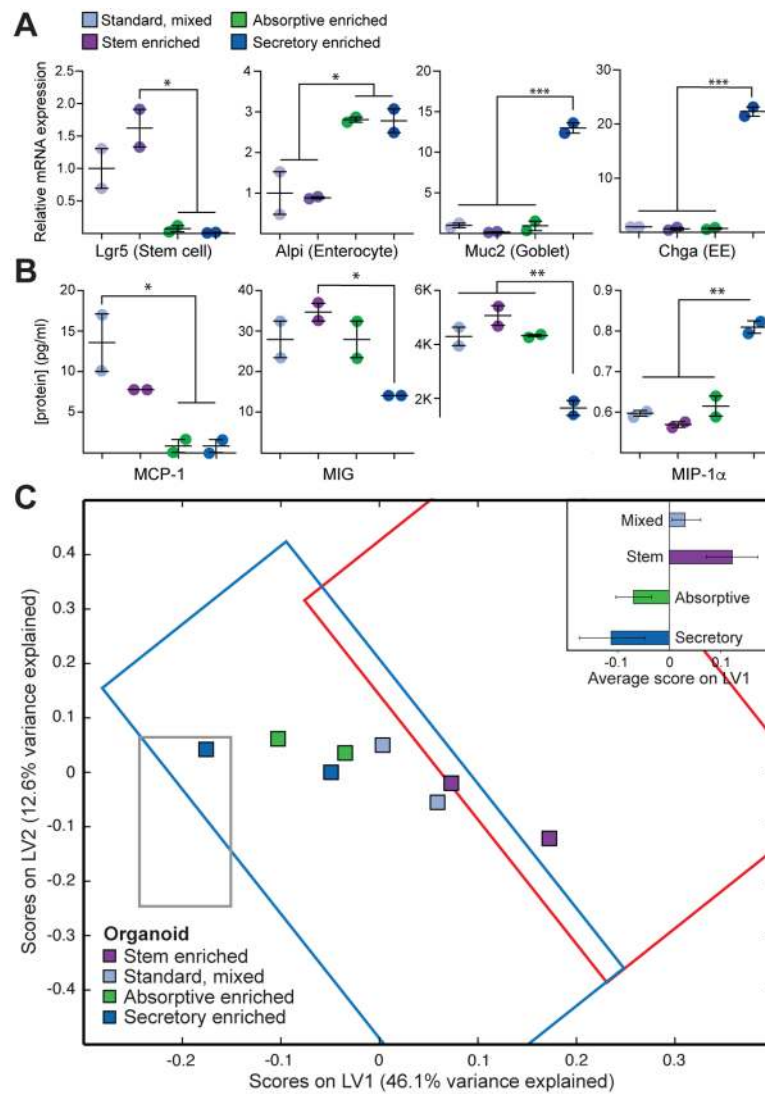 A
Standard, mixed
Absorptive enriched
Stem enriched
Secretory enriched
Relative mRNA expression
2.5
2.0
1.5
1.0
0.5
*
Lgr5 (Stem cell)
4
3
2
1
*
Alpi (Enterocyte)
20
15
10
5
***
Muc2 (Goblet)
30
20
10
***
Chga (EE)
B
[protein] (pg/ml)
20
15
10
5
*
MCP-1
50
40
30
20
10
*
MIG
6K
4K
2K
**
0.9
0.8
0.7
0.6
**
MIP-1α
C
Scores on LV2 (12.6% variance explained)
0.4
0.3
0.2
0.1
0
-0.1
-0.2
-0.3
-0.4
Mixed
Stem
Absorptive
Secretory
-0.1
0
0.1
Average score on LV1
Organoid
Stem enriched
Standard, mixed
Absorptive enriched
Secretory enriched
-0.2
-0.1
0
0.1
0.2
0.3
Scores on LV1 (46.1% variance explained)